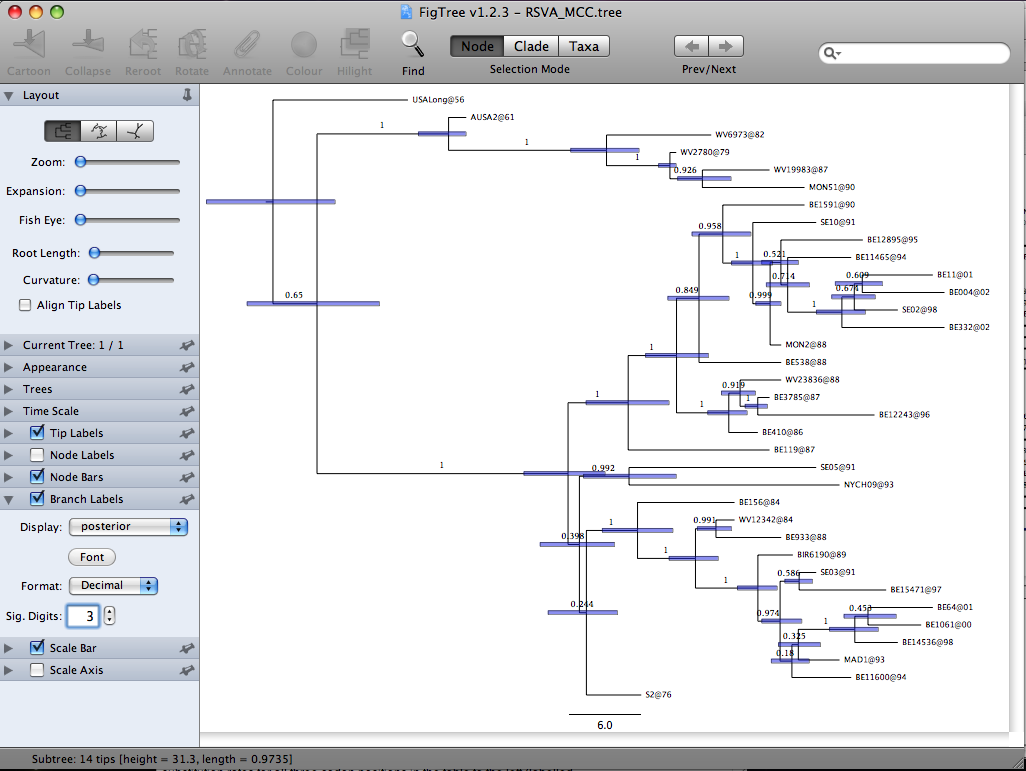 FigTree v1.2.3 - RSVA_MCC.tree
Cartoon Collapse Reroot Rotate Annotate Colour Hilight Find
Node Clade Taxa
Selection Mode
Prev/Next
Layout
Zoom:
Expansion:
Fish Eye:
Root Length:
Curvature:
Align Tip Labels
Current Tree: 1 / 1
Appearance
Trees
Time Scale
Tip Labels
Node Labels
Node Bars
Branch Labels
Display: posterior
Font
Format: Decimal
Sig. Digits: 3
Scale Bar
Scale Axis
USALong@56
AUSA2@61
1
WV6973@82
1
WV2780@79
1
WV19983@87
0.926
MON51@90
BE1591@90
SE10@91
0.958
BE12895@95
1
0.521
BE11465@94
BE11@01
0.714
0.609
BE004@02
0.674
0.849
0.999
SE02@98
0.65
1
BE332@02
MON2@88
1
BE538@88
WV23836@88
0.919
BE3785@87
1
1
1
BE12243@96
BE410@86
BE119@87
1
0.992
SE05@91
NYCH09@93
BE156@84
1
0.991
WV12342@84
0.398
BE933@88
1
BIR6190@89
SE03@91
1
0.586
BE15471@97
0.244
BE64@01
0.453
0.974
BE1061@00
1
BE14536@98
0.325
MAD1@93
0.18
BE11600@94
S2@76
6.0
Subtree: 14 tips [height = 31.3, length = 0.9735]